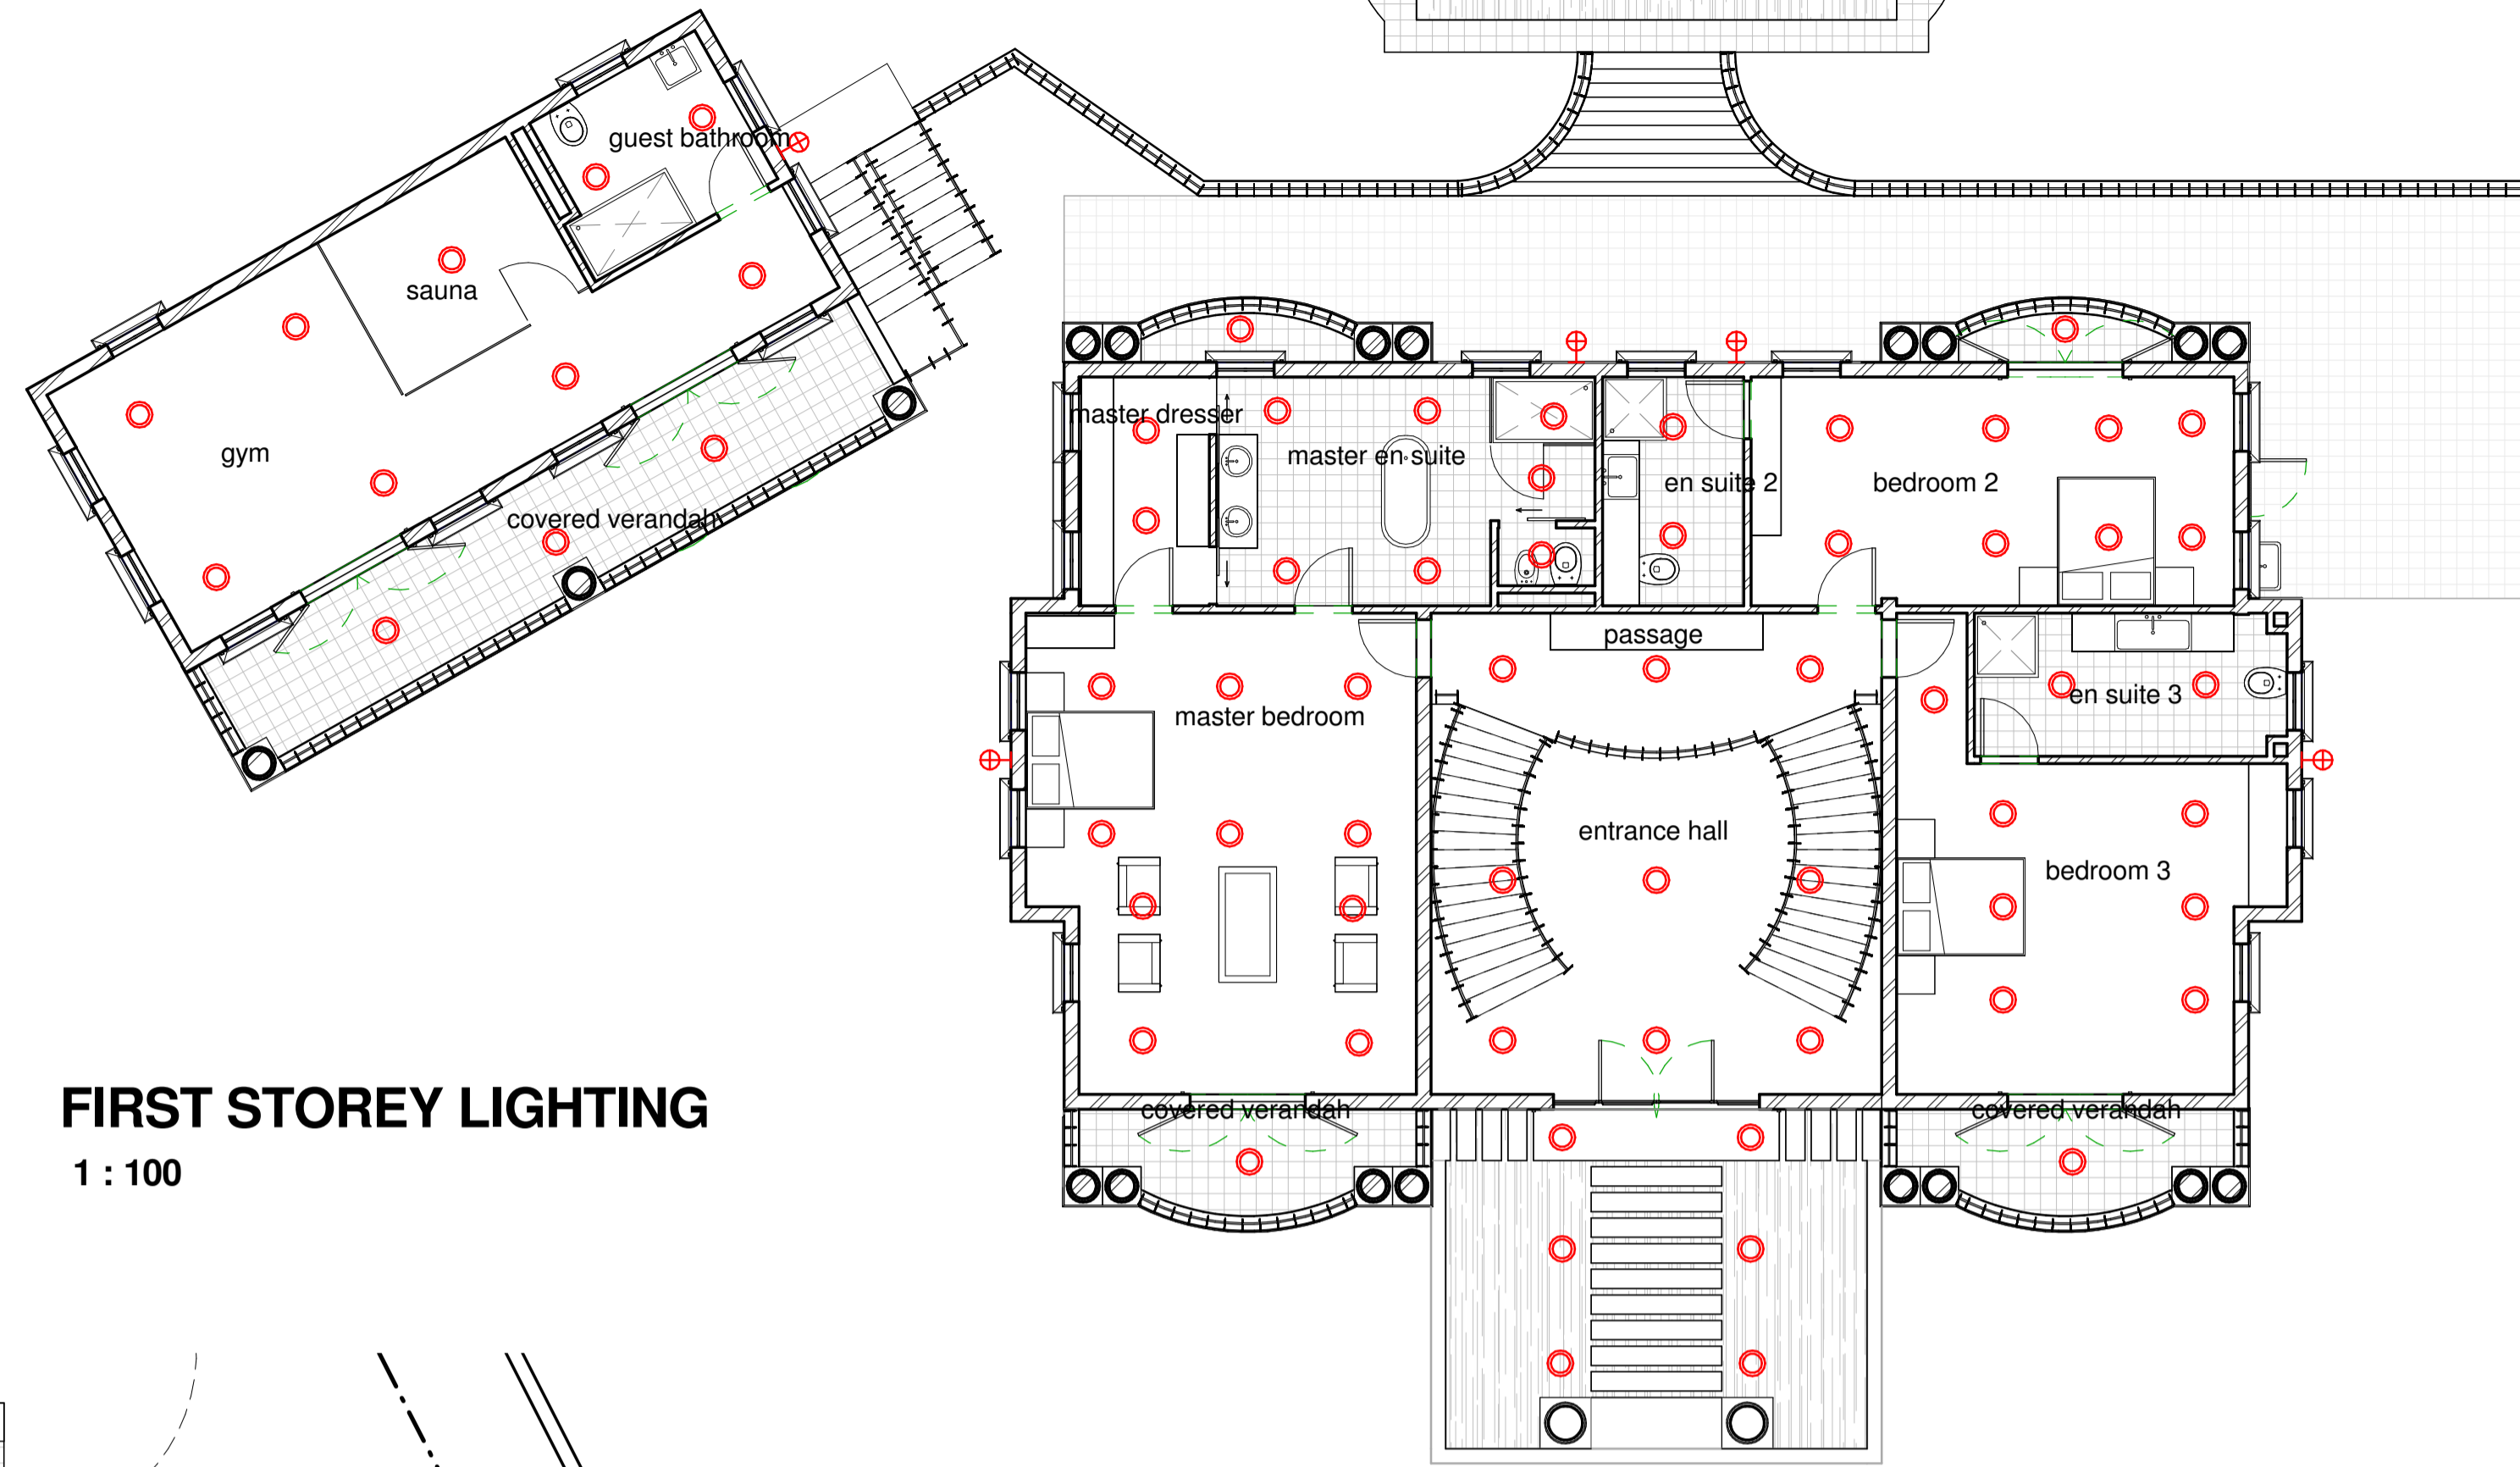 guest bathroom
sauna
gym
covered verandah
master dresser
master en suite
en suite 2
bedroom 2
passage
master bedroom
en suite 3
entrance hall
bedroom 3
covered verandah
covered verandah
FIRST STOREY LIGHTING
1 : 100